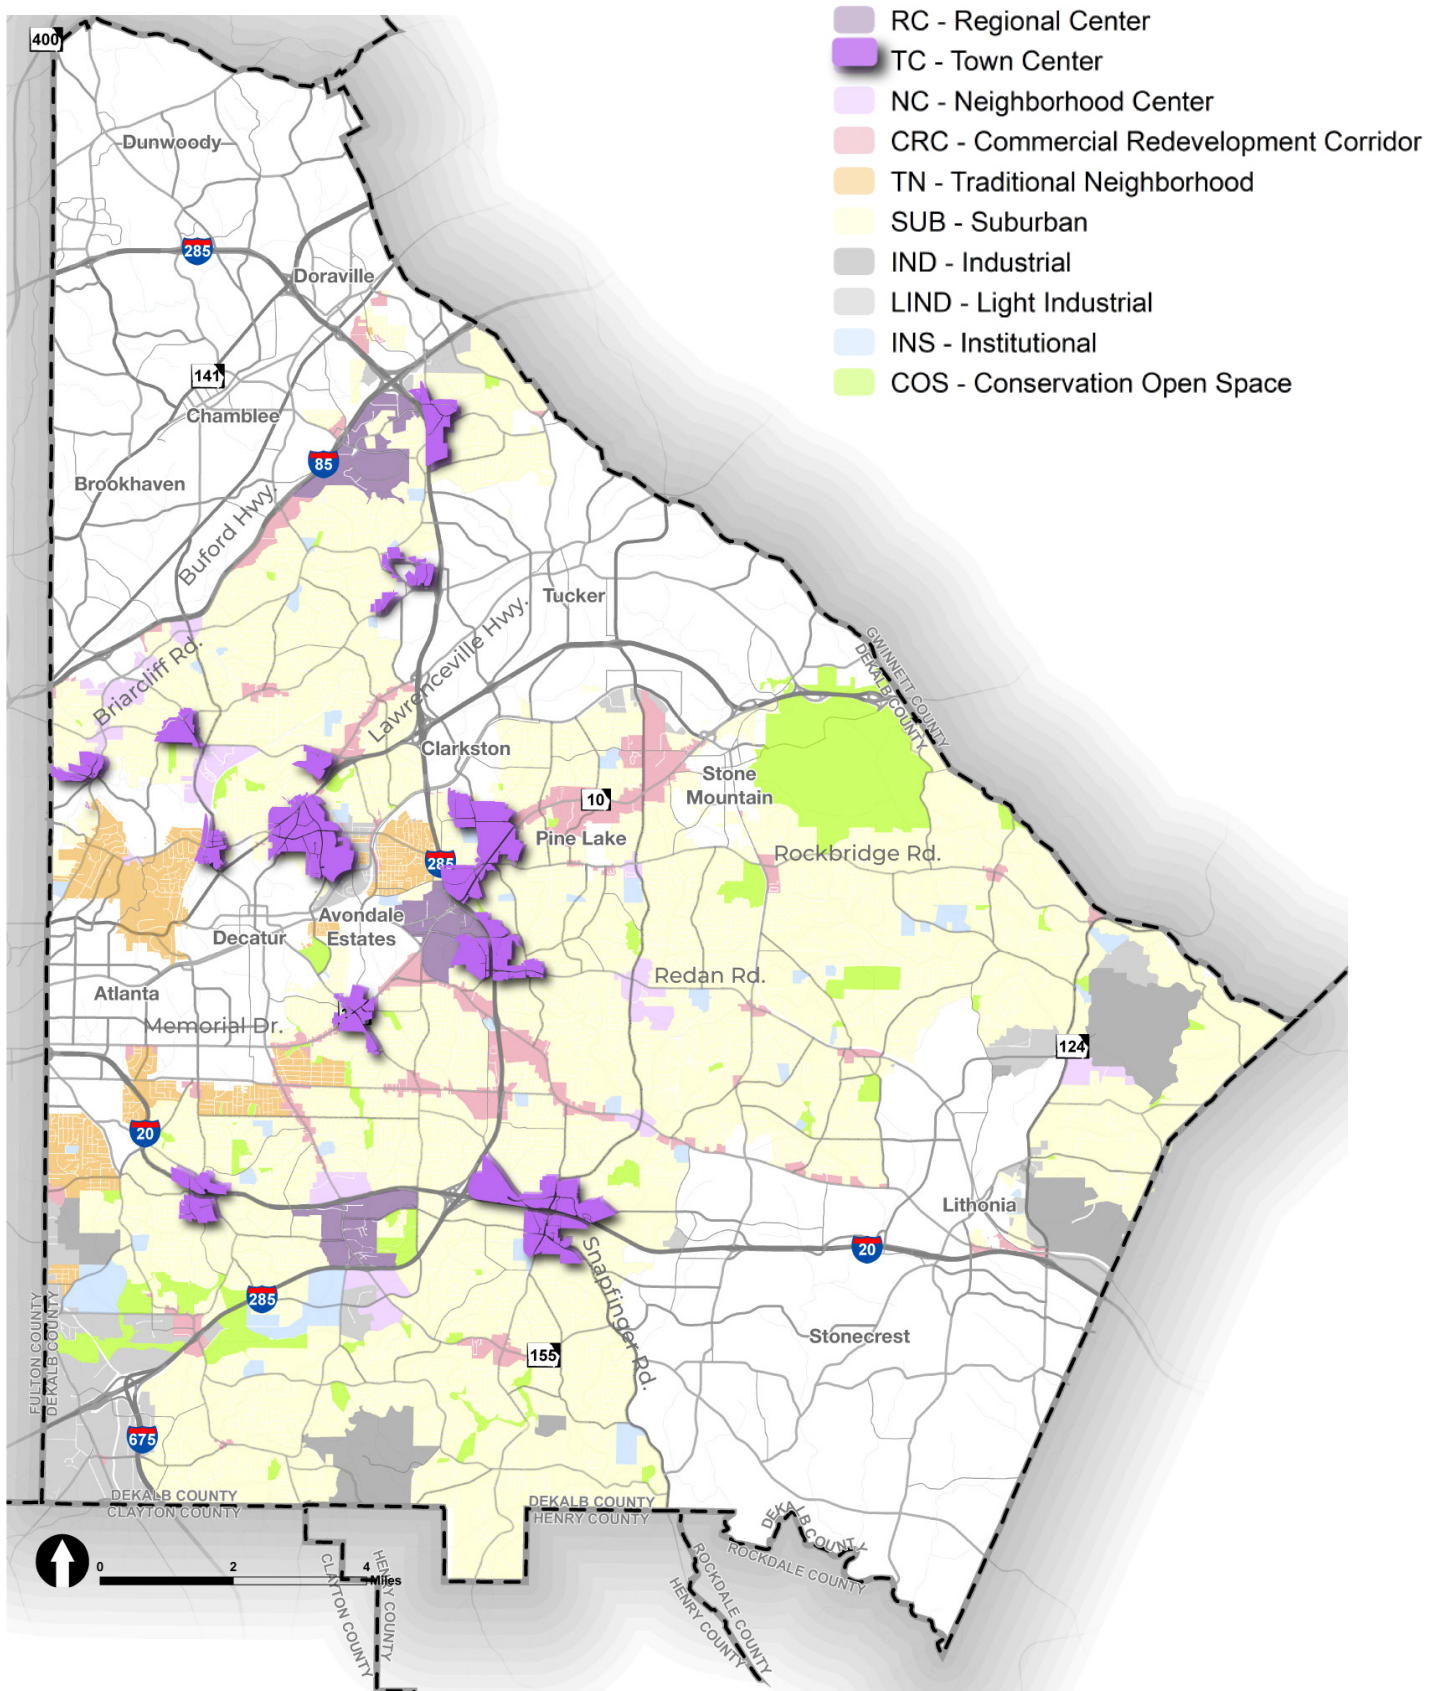 RC - Regional Center
TC - Town Center
NC - Neighborhood Center
CRC - Commercial Redevelopment Corridor
TN - Traditional Neighborhood
SUB - Suburban
IND - Industrial
LIND - Light Industrial
INS - Institutional
COS - Conservation Open Space
400
Dunwoody
285
Doraville
141
Chamblee
85
Brookhaven
Buford Hwy.
Tucker
Lawrenceville Hwy.
Briarcliff Rd.
GWINNETT COUNTY
DEKALB COUNTY
Clarkston
Stone
Mountain
10
Pine Lake
Rockbridge Rd.
285
Avondale
Estates
Decatur
Redan Rd.
Atlanta
Memorial Dr.
124
20
Lithonia
20
Snapfinger Rd.
285
FULTON COUNTY
DEKALB COUNTY
Stonecrest
155
675
DEKALB COUNTY
CLAYTON COUNTY
DEKALB COUNTY
HENRY COUNTY
DEKALB COUNTY
ROCKDALE COUNTY
0 2 4
Miles
CLAYTON COUNTY
HENRY COUNTY
ROCKDALE COUNTY
HENRY COUNTY